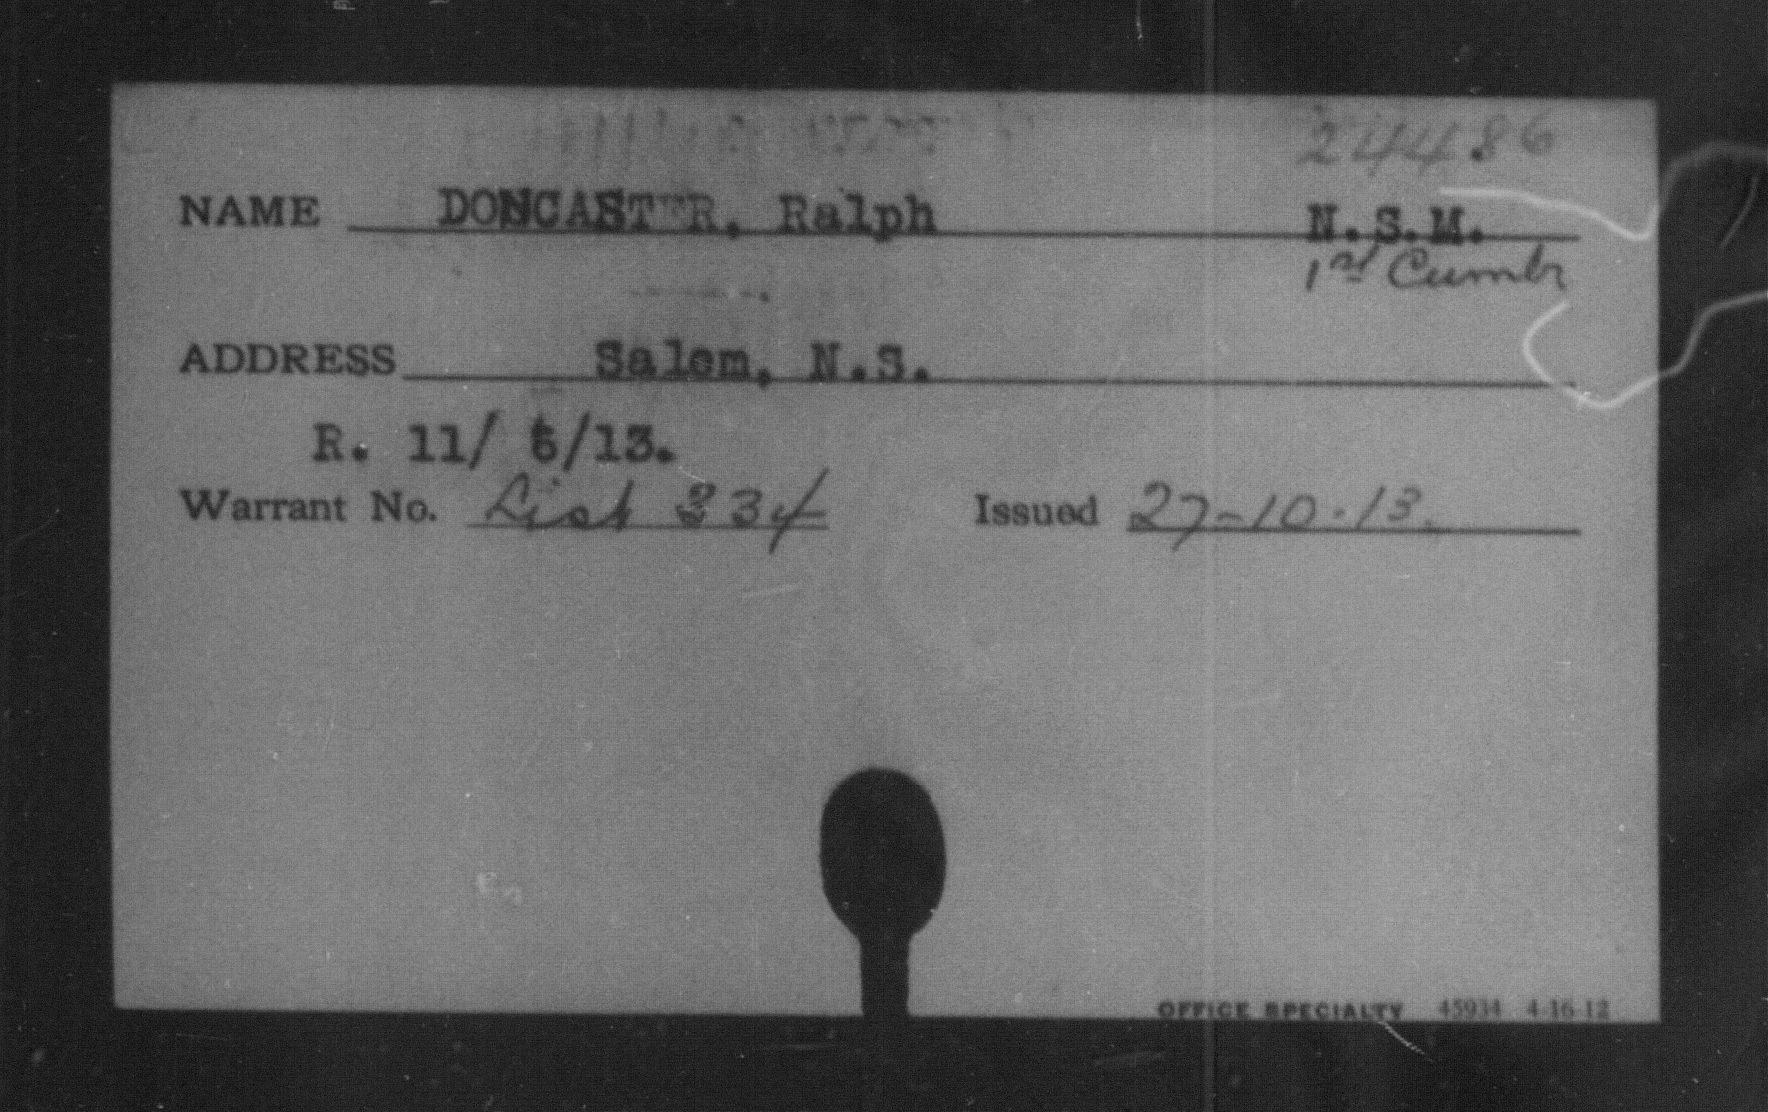 24486
NAME DONCASTER, Ralph N.S.M.
1st Cumb
ADDRESS Salem, N.S.
R. 11/ 6/13.
Warrant No. List 334 Issued 27-10-13.
OFFICE SPECIALTY 45934 4-16-12